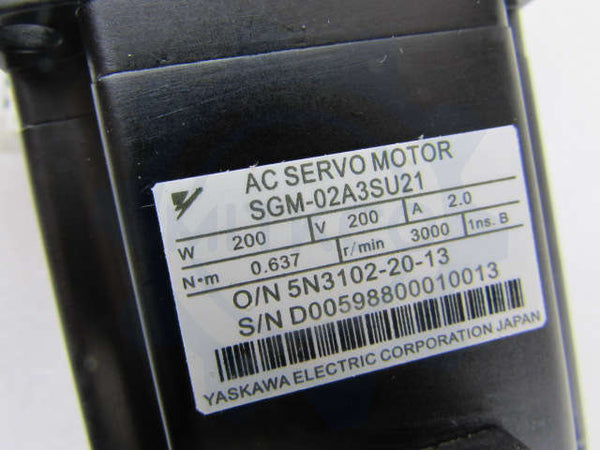 AC SERVO MOTOR
SGM-02A3SU21
W 200 V 200 A 2.0
N·m 0.637 r/min 3000 1ns. B
O/N 5N3102-20-13
S/N D00598800010013
YASKAWA ELECTRIC CORPORATION JAPAN